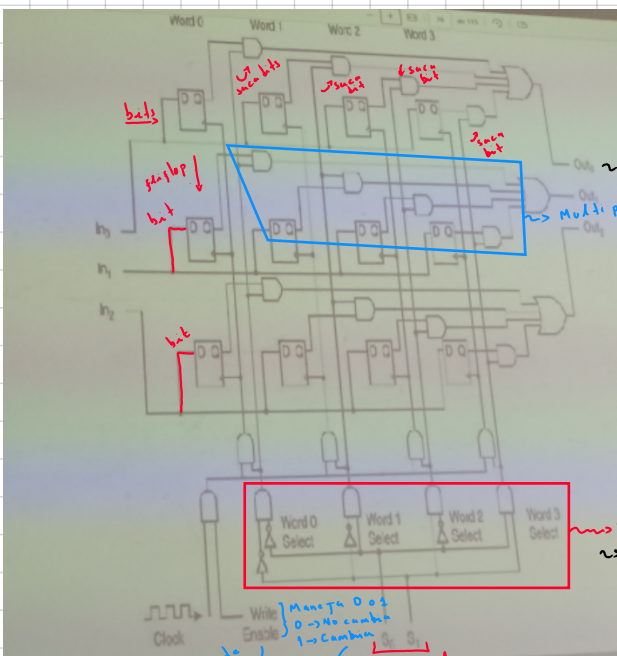 Word 0 Word 1 Word 2 Word 3
D Q
D Q
D Q
D Q
saca bits
saca
bit
saca
bit
saca
bit
bits
Out₀
Out₁
Out₂
flipflop
bit
Multip
In₀
D Q
D Q
D Q
D Q
In₁
In₂
bit
D Q
D Q
D Q
D Q
Word 0
Select
Word 1
Select
Word 2
Select
Word 3
Select
Clock
Write
Enable
Maneja 0 o 1
0 → No cambia
1 → Cambia
S₀ S₁